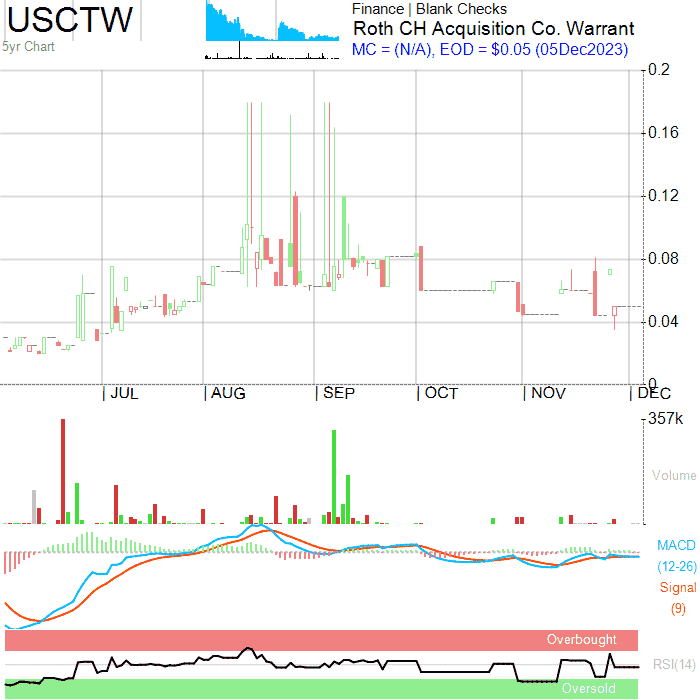 USCTW
5yr Chart
Finance | Blank Checks
Roth CH Acquisition Co. Warrant
MC = (N/A), EOD = $0.05 (05Dec2023)
0.2
0.16
0.12
0.08
0.04
0
| JUL | AUG | SEP | OCT | NOV | DEC
357k
Volume
MACD
(12-26)
Signal
(9)
Overbought
RSI(14)
Oversold